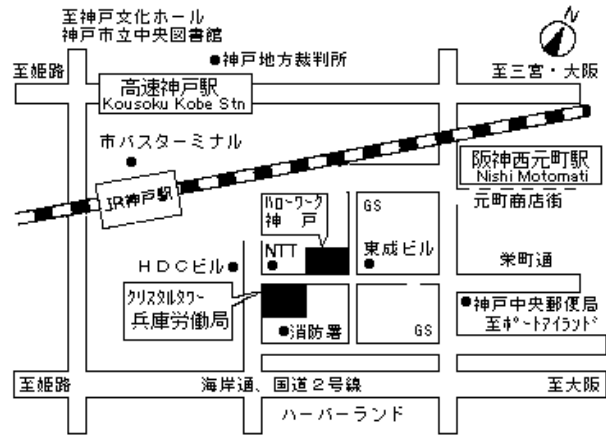 至神戸文化ホール
神戸市立中央図書館
N
至姫路
神戸地方裁判所
至三宮・大阪
高速神戸駅
Kousoku Kobe Stn
市バスターミナル
阪神西元町駅
Nishi Motomati
JR神戸駅
元町商店街
ハローワーク
神戸
GS
NTT
東成ビル
栄町通
HDCビル
クリスタルタワー
兵庫労働局
神戸中央郵便局
至ポートアイランド
消防署
GS
至姫路
海岸通、国道2号線
至大阪
ハーバーランド